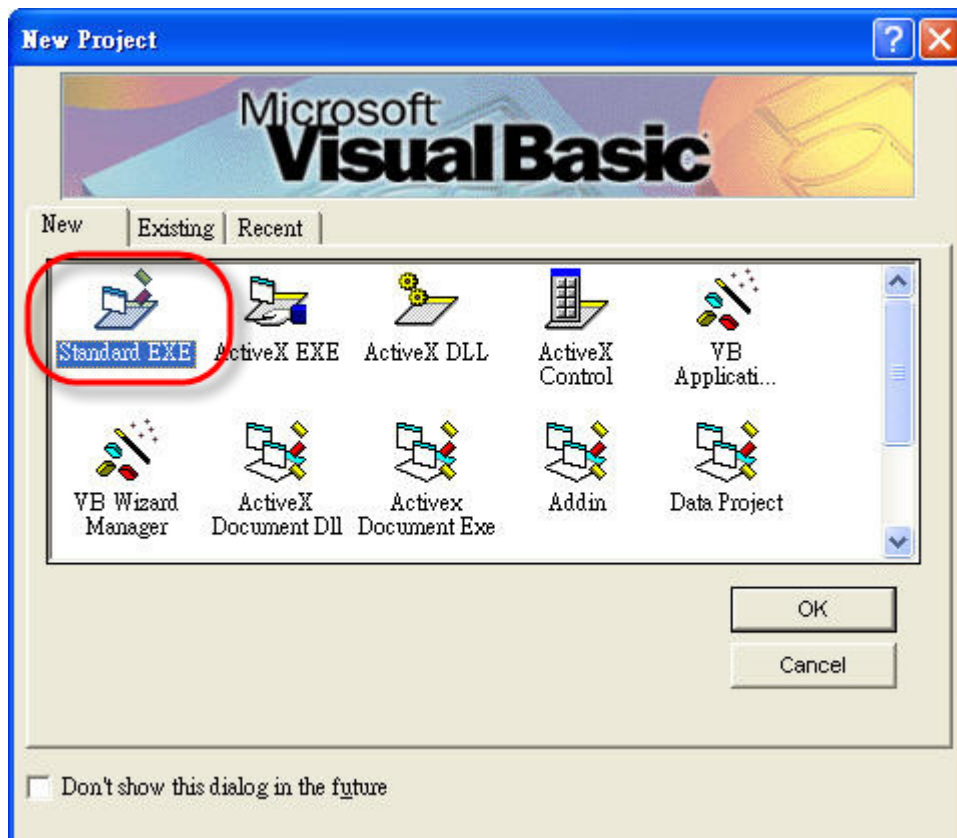 New Project
Microsoft
Visual Basic
New Existing Recent
Standard EXE ActiveX EXE ActiveX DLL ActiveX Control VB Applicati...
VB Wizard Manager ActiveX Document Dll Activex Document Exe Addin Data Project
OK
Cancel
Don't show this dialog in the future